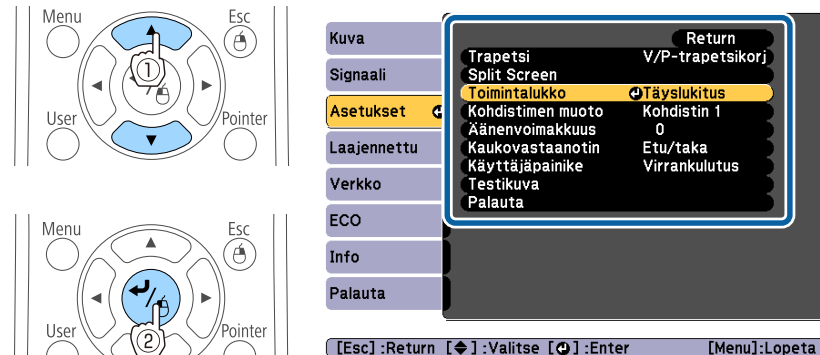 Menu
Esc
1
User
Pointer
Menu
Esc
User
2
Pointer
Kuva
Signaali
Asetukset
Laajennettu
Verkko
ECO
Info
Palauta
Return
Trapetsi V/P-trapetsikorj
Split Screen
Toimintalukko Täyslukitus
Kohdistimen muoto Kohdistin 1
Äänenvoimakkuus 0
Kaukovastaanotin Etu/taka
Käyttäjäpainike Virrankulutus
Testikuva
Palauta
[Esc] :Return [◆] :Valitse [⏎] :Enter [Menu]:Lopeta